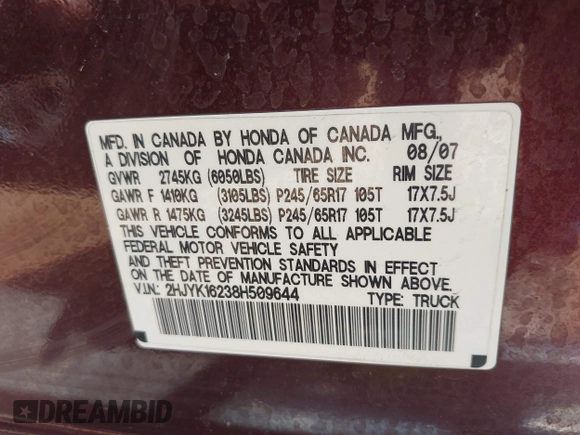 MFD. IN CANADA BY HONDA OF CANADA MFG.,
A DIVISION OF HONDA CANADA INC. 08/07
GVWR 2745KG (6050LBS) TIRE SIZE RIM SIZE
GAWR F 1410KG (3105LBS) P245/65R17 105T 17X7.5J
GAWR R 1475KG (3245LBS) P245/65R17 105T 17X7.5J
THIS VEHICLE CONFORMS TO ALL APPLICABLE
FEDERAL MOTOR VEHICLE SAFETY
AND THEFT PREVENTION STANDARDS IN EFFECT
ON THE DATE OF MANUFACTURE SHOWN ABOVE.
V.I.N.: 2HJYK16238H509644 TYPE: TRUCK
DREAMBID